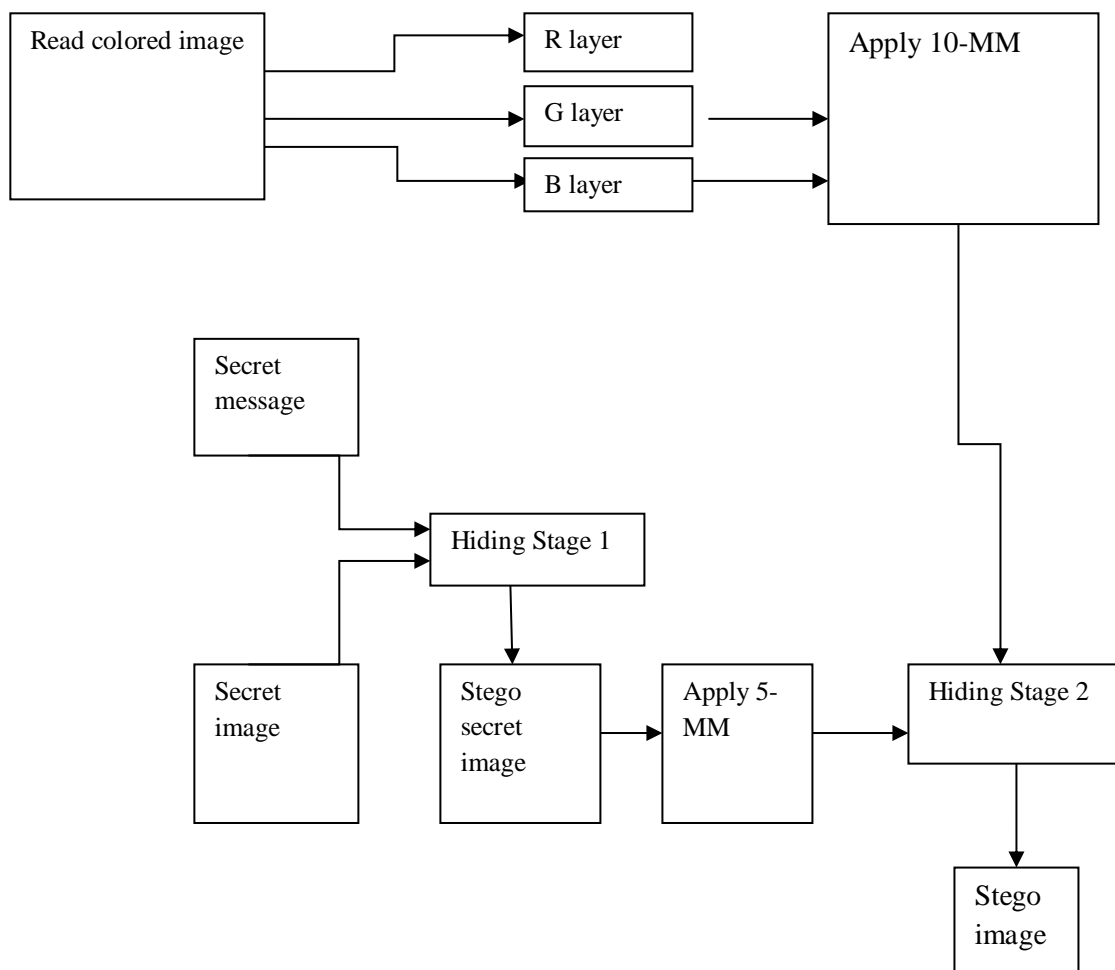 Read colored image
R layer
G layer
B layer
Apply 10-MM
Secret
message
Hiding Stage 1
Secret
image
Stego
secret
image
Apply 5-
MM
Hiding Stage 2
Stego
image